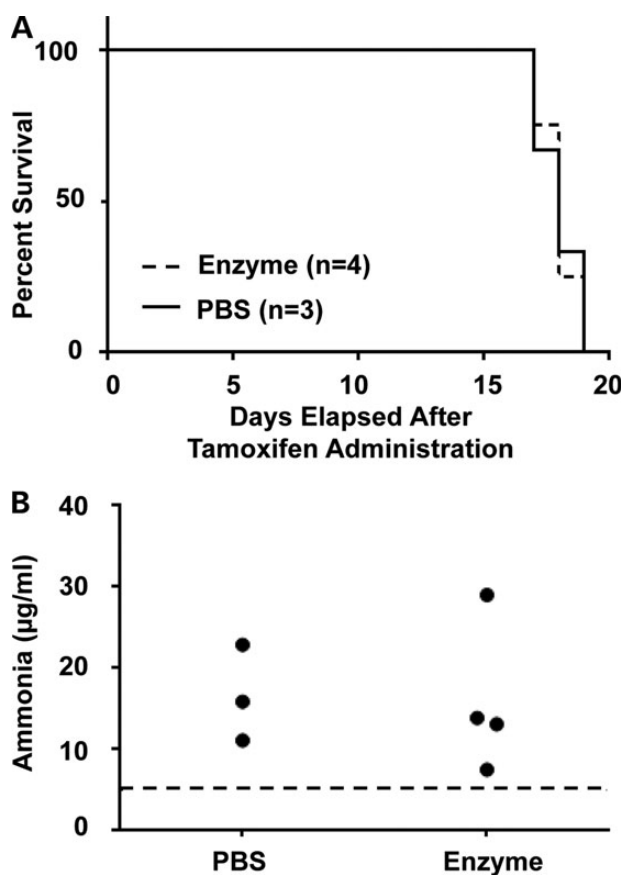 A
Percent Survival
100
50
0
Enzyme (n=4)
PBS (n=3)
0 5 10 15 20
Days Elapsed After
Tamoxifen Administration
B
Ammonia (µg/ml)
40
30
20
10
0
PBS Enzyme